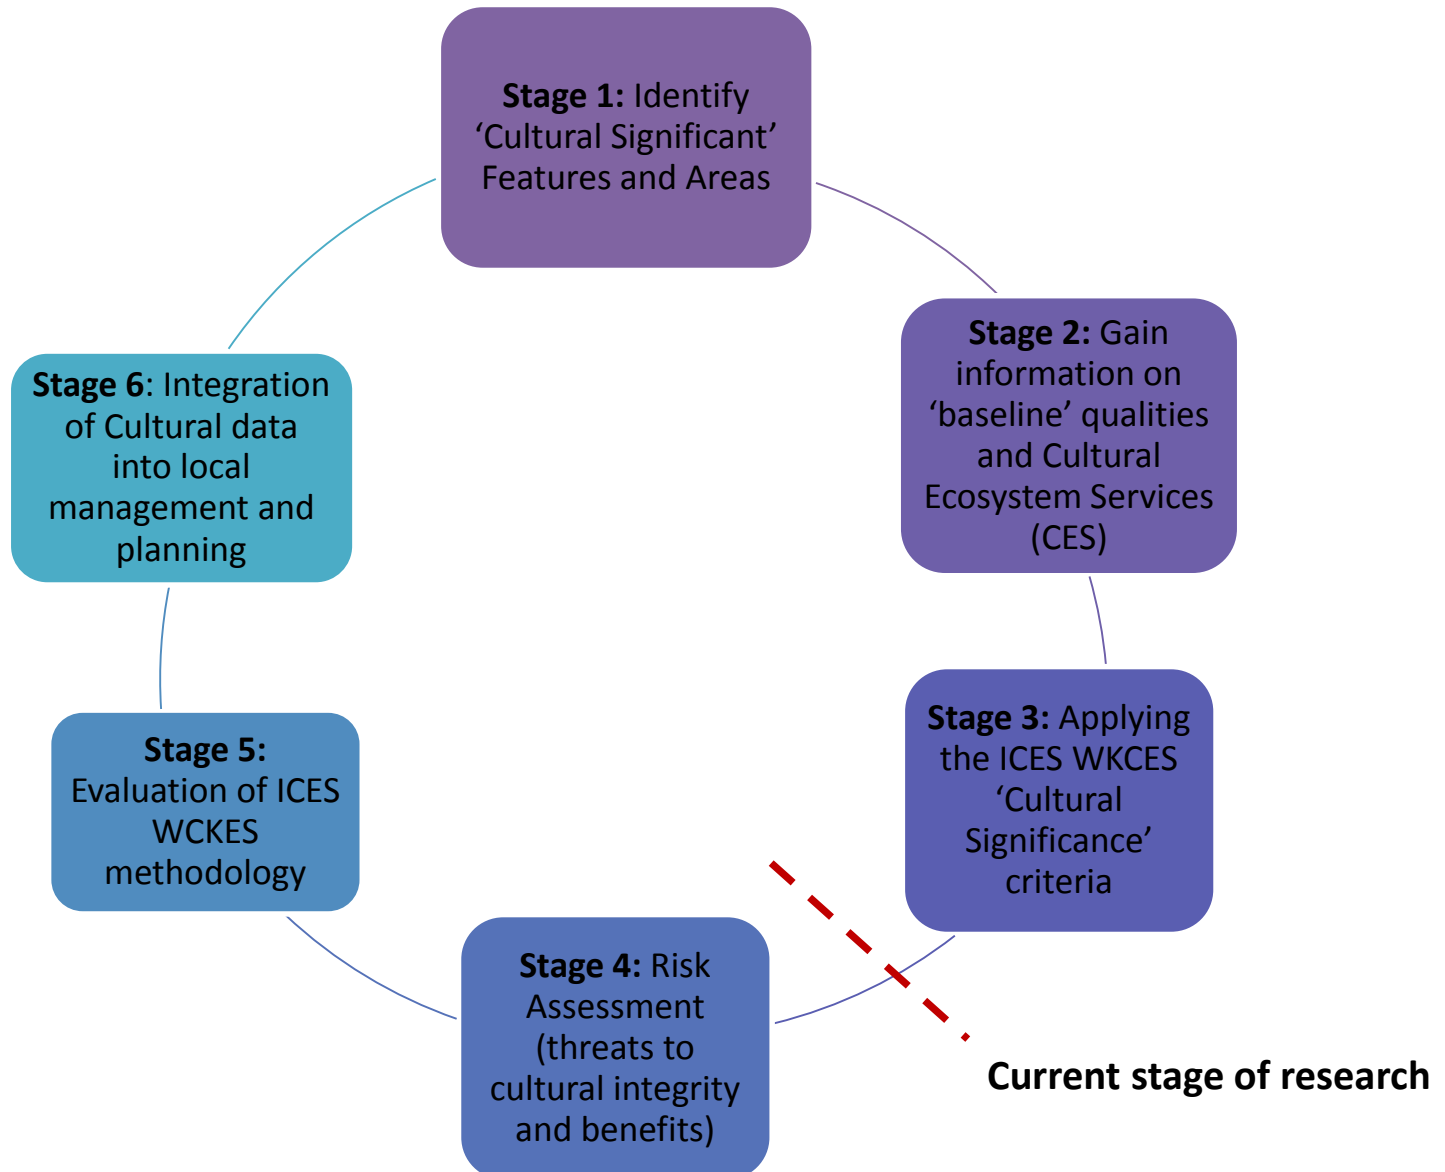 Stage 1: Identify
‘Cultural Significant’
Features and Areas
Stage 2: Gain
information on
‘baseline’ qualities
and Cultural
Ecosystem Services
(CES)
Stage 3: Applying
the ICES WKCES
‘Cultural
Significance’
criteria
Stage 4: Risk
Assessment
(threats to
cultural integrity
and benefits)
Stage 5:
Evaluation of ICES
WCKES
methodology
Stage 6: Integration
of Cultural data
into local
management and
planning
Current stage of research